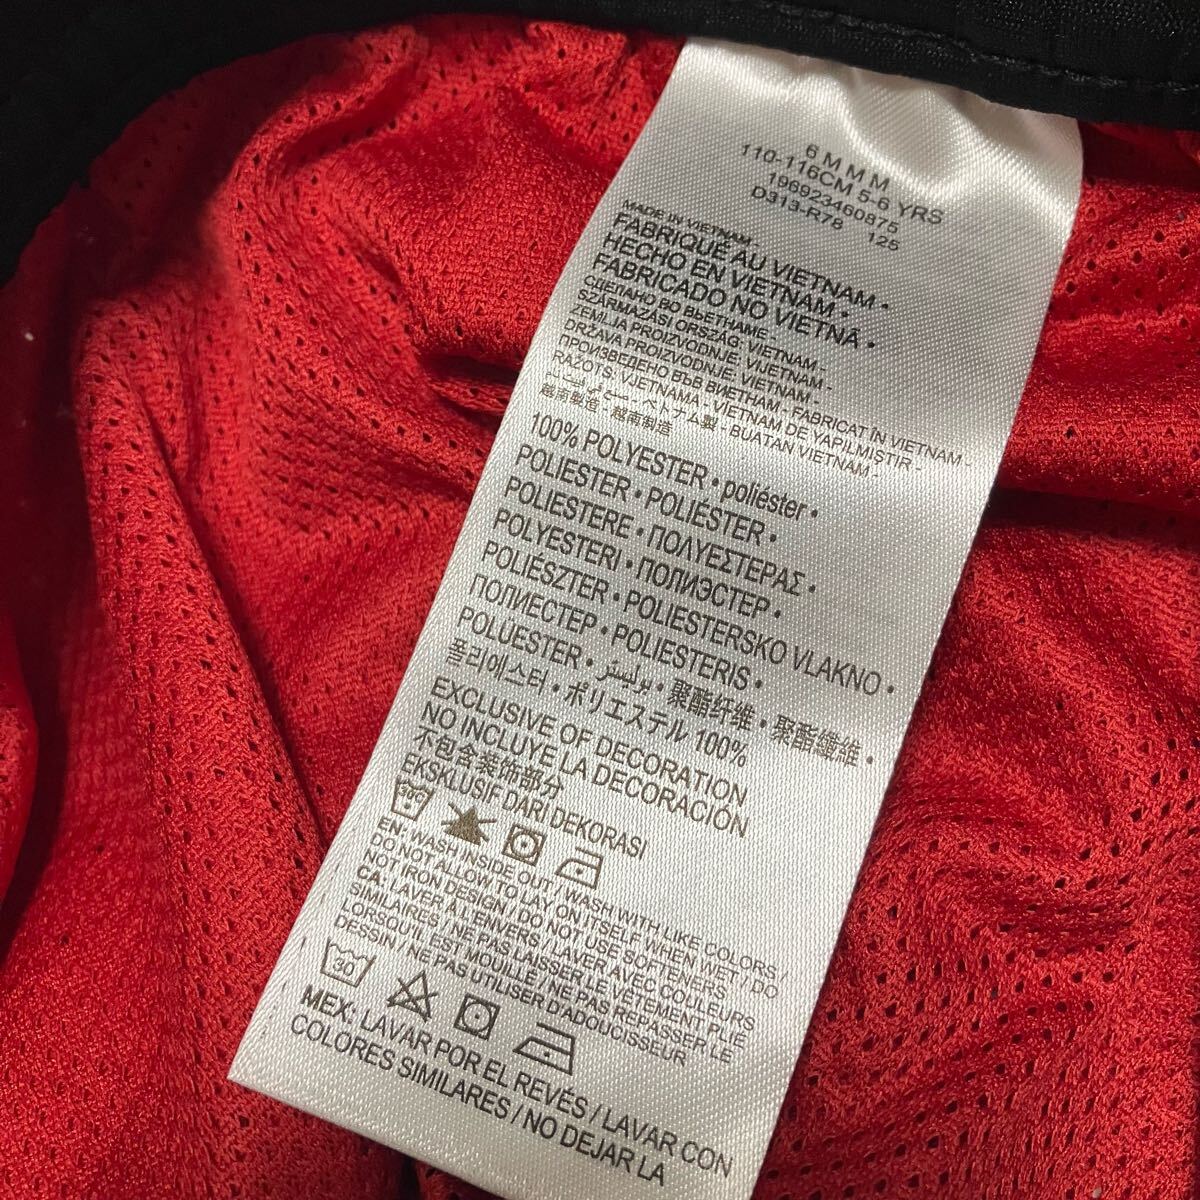 6 M M M
110-116CM 5-6 YRS
196923460875
D313-R78 125
MADE IN VIETNAM -
FABRIQUÉ AU VIETNAM •
HECHO EN VIETNAM •
FABRICADO NO VIETNÃ •
СДЕЛАНО ВО ВЬЕТНАМЕ -
SZÁRMAZÁSI ORSZÁG: VIETNAM -
ZEMLJA PROIZVODNJE: VIJETNAM -
DRŽAVA PROIZVODNJE: VIETNAM -
ПРОИЗВЕДЕНО ВЪВ ВИЕТНАМ - FABRICAT ÎN VIETNAM -
RAŽOTS: VJETNAMA - VIETNAM DE YAPILMISTIR -
越南製造 - 越南制造 - ベトナム製 - BUATAN VIETNAM -
100% POLYESTER • poliéster •
POLIESTER • POLIÉSTER •
POLIESTERE • ΠΟΛΥΕΣΤΕΡΑΣ •
POLYESTERI • ПОЛИЭСТЕР •
POLIÉSZTER • POLIESTERSKO VLAKNO •
ПОЛИЕСТЕР • POLIESTERIS •
POLÜESTER • بوليستر • 聚酯纤维 • 聚酯纖維 •
폴리에스터 • ポリエステル 100%
EXCLUSIVE OF DECORATION
NO INCLUYE LA DECORACIÓN
不包含装饰部分
EKSKLUSIF DARI DEKORASI
EN: WASH INSIDE OUT / WASH WITH LIKE COLORS /
DO NOT ALLOW TO LAY ON ITSELF WHEN WET / DO
NOT IRON DESIGN / DO NOT USE SOFTENERS
CA: LAVER À L'ENVERS / LAVER AVEC COULEURS
SIMILAIRES / NE PAS LAISSER LE VÊTEMENT PLIÉ
LORSQU'IL EST MOUILLÉ / NE PAS REPASSER LE
DESSIN / NE PAS UTILISER D'ADOUCISSEUR
30
MEX: LAVAR POR EL REVÉS / LAVAR CON
COLORES SIMILARES / NO DEJAR LA